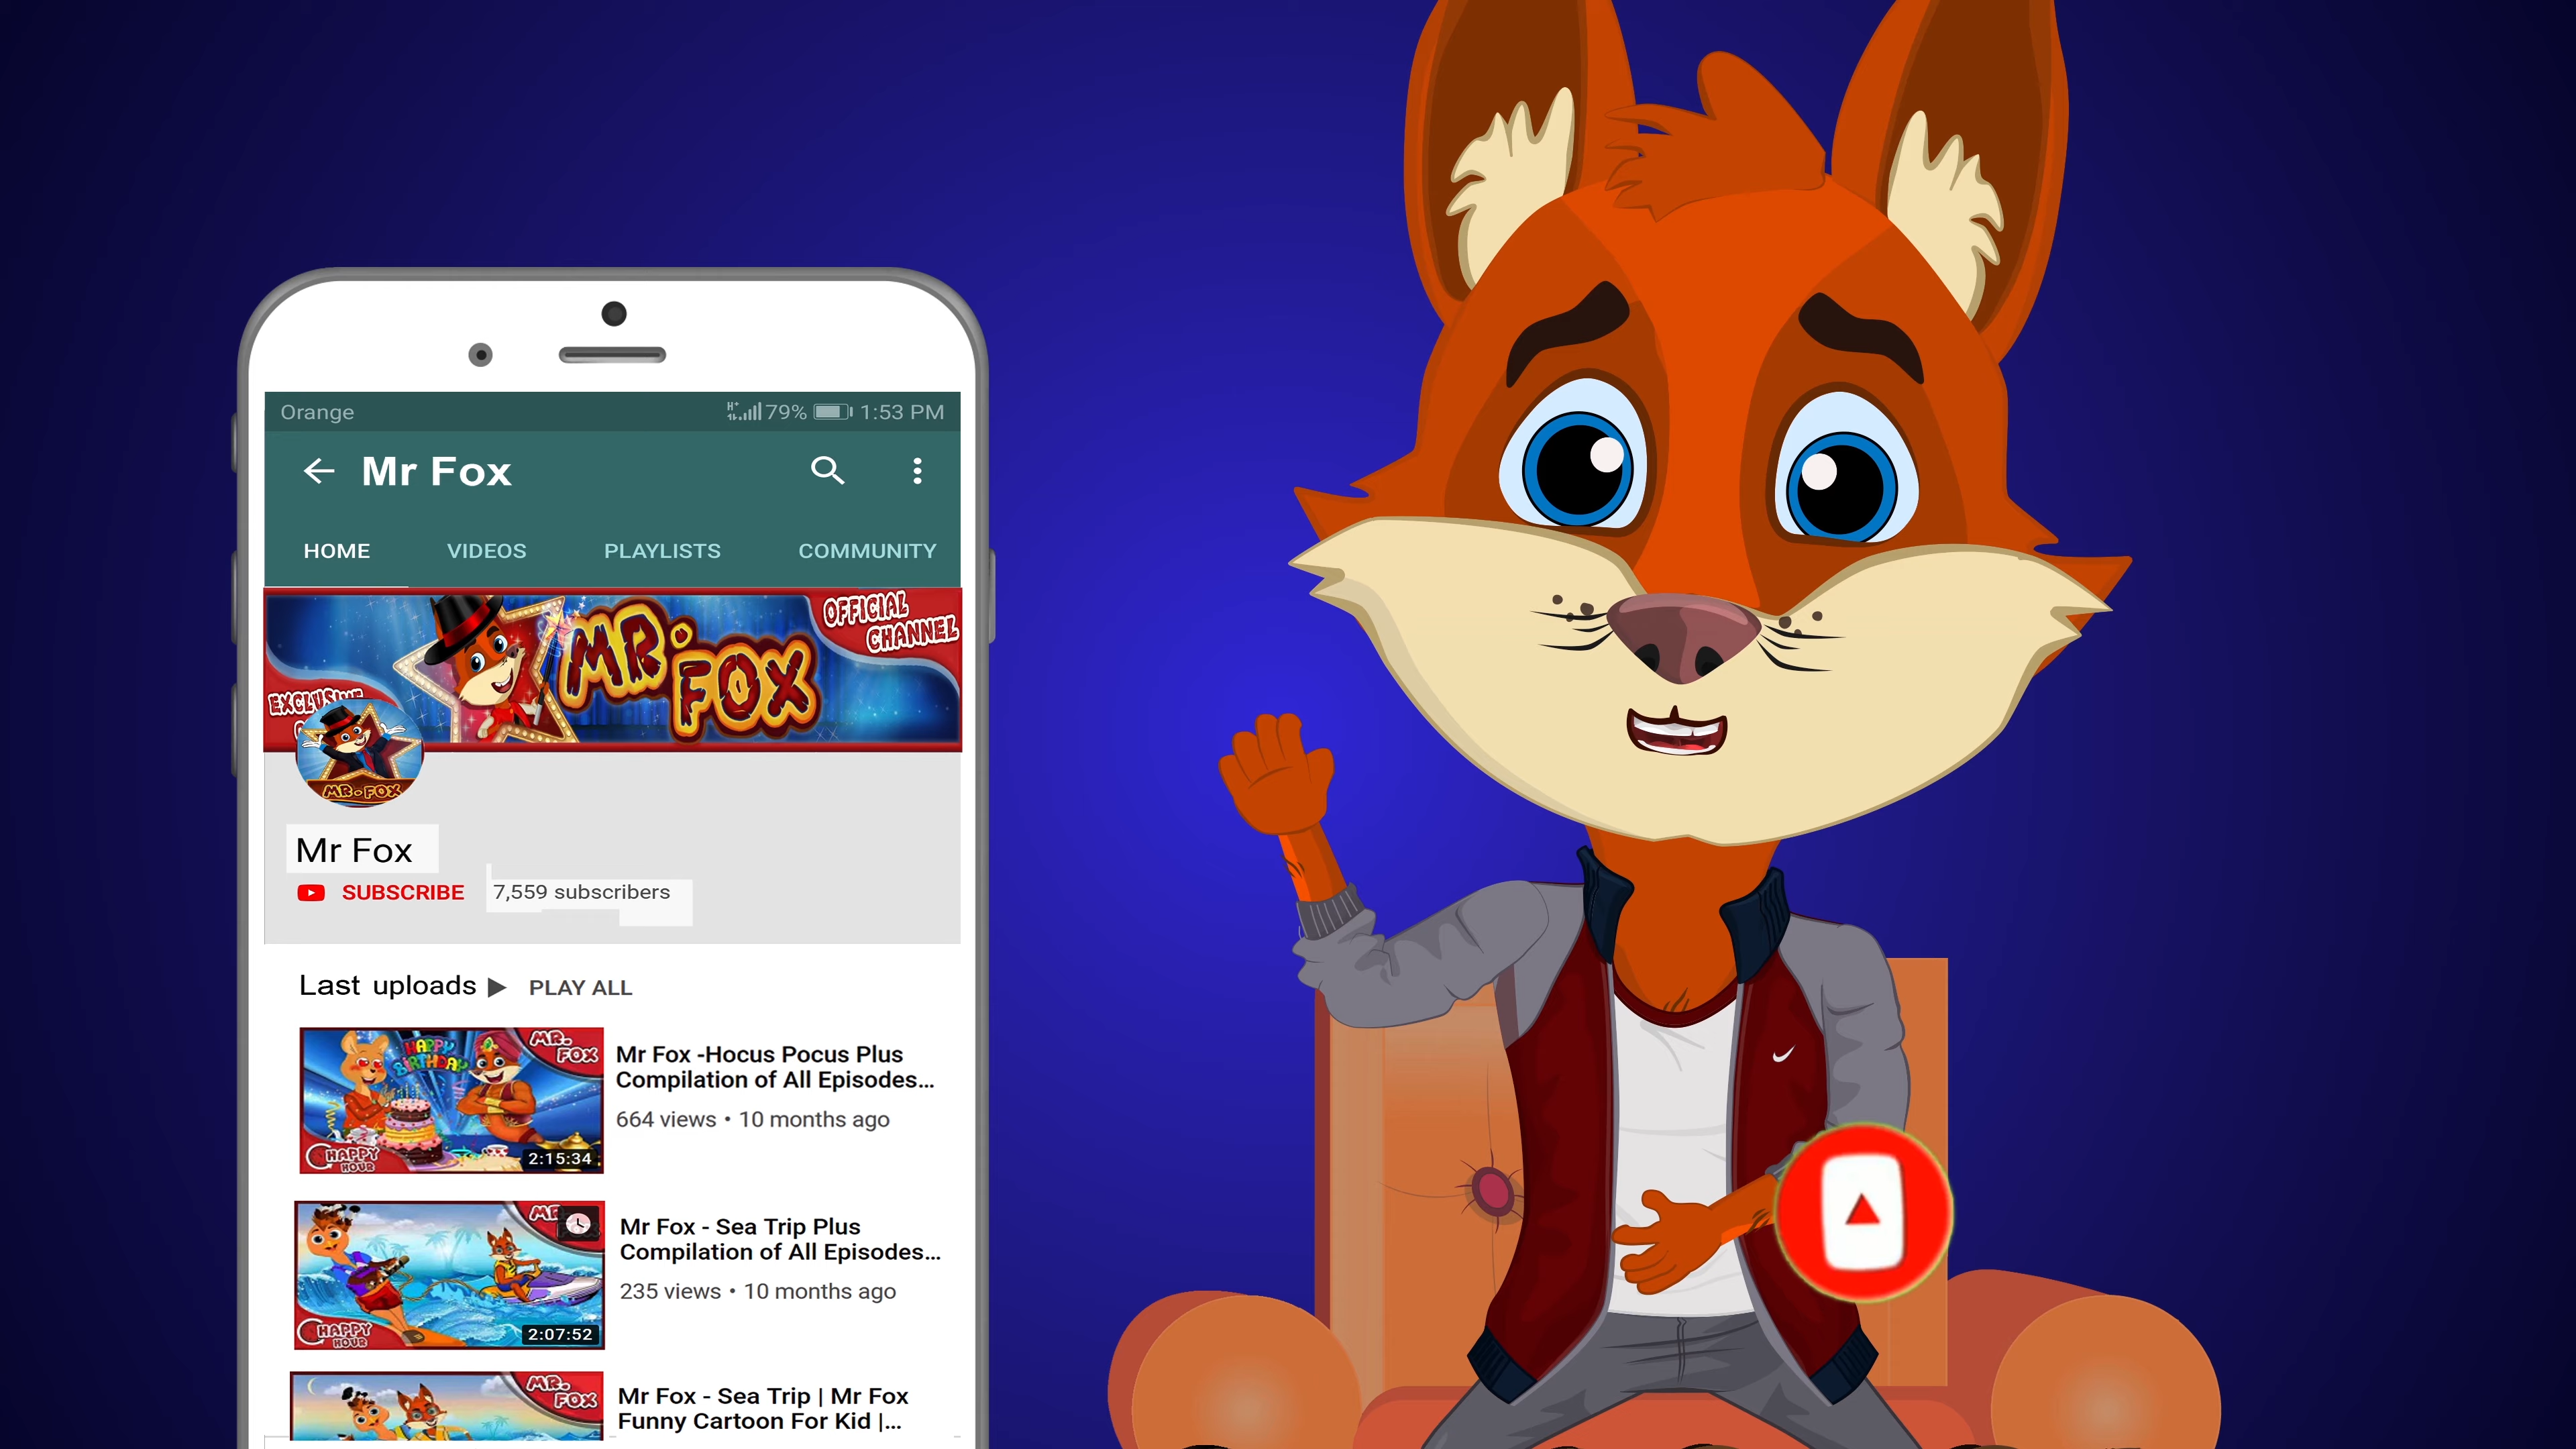 Orange
H+ 79% 1:53 PM
Mr Fox
HOME VIDEOS PLAYLISTS COMMUNITY
OFFICIAL
CHANNEL
MR.
FOX
EXCLUSIVE
MR.FOX
Mr Fox
SUBSCRIBE 7,559 subscribers
Last uploads PLAY ALL
MR.
FOX
HAPPY
BIRTHDAY
CHAPPY
HOUR
2:15:34
Mr Fox -Hocus Pocus Plus
Compilation of All Episodes...
664 views • 10 months ago
CHAPPY
HOUR
2:07:52
Mr Fox - Sea Trip Plus
Compilation of All Episodes...
235 views • 10 months ago
MR.
FOX
Mr Fox - Sea Trip | Mr Fox
Funny Cartoon For Kid |...